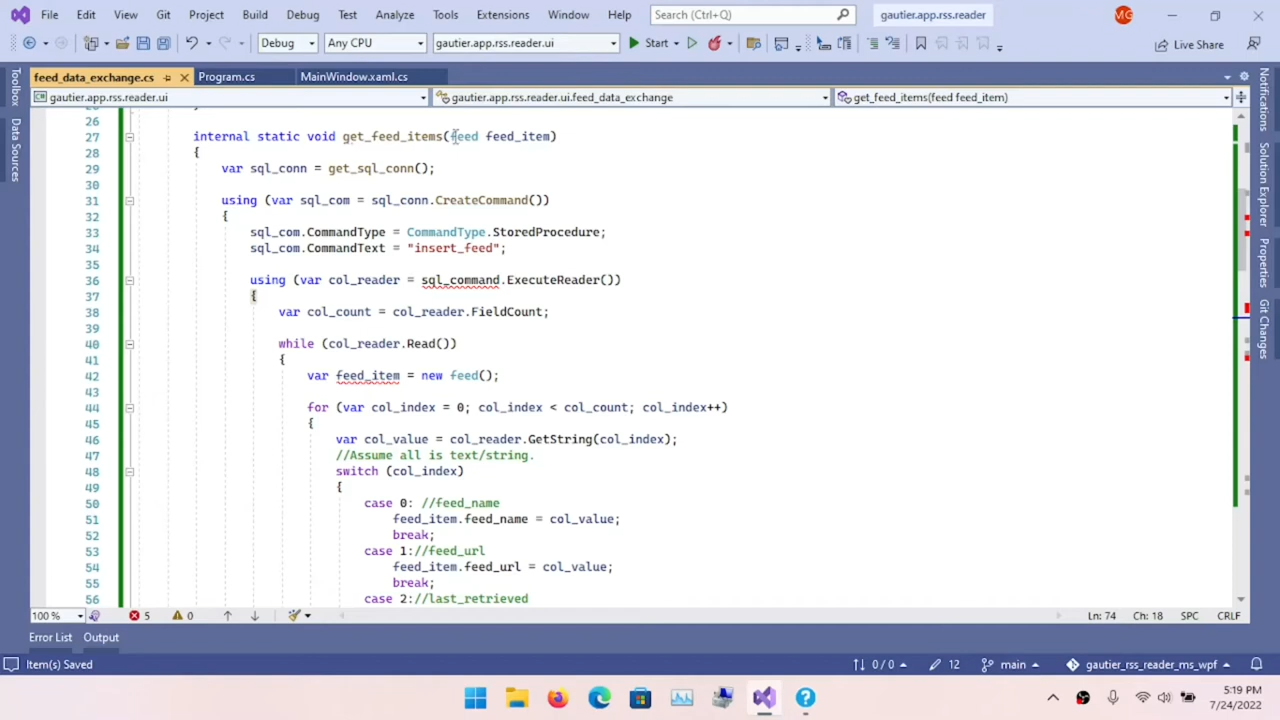 File Edit View Git Project Build Debug Test Analyze Tools Extensions Window Help Search (Ctrl+Q) gautier.app.rss.reader MG
Debug Any CPU gautier.app.rss.reader.ui Start Live Share
feed_data_exchange.cs Program.cs MainWindow.xaml.cs
gautier.app.rss.reader.ui gautier.app.rss.reader.ui.feed_data_exchange get_feed_items(feed feed_item)
Toolbox
Data Sources
Notifications
Solution Explorer
Properties
Git Changes
26
27 internal static void get_feed_items(feed feed_item)
28 {
29 var sql_conn = get_sql_conn();
30
31 using (var sql_com = sql_conn.CreateCommand())
32 {
33 sql_com.CommandType = CommandType.StoredProcedure;
34 sql_com.CommandText = "insert_feed";
35
36 using (var col_reader = sql_command.ExecuteReader())
37 {
38 var col_count = col_reader.FieldCount;
39
40 while (col_reader.Read())
41 {
42 var feed_item = new feed();
43
44 for (var col_index = 0; col_index < col_count; col_index++)
45 {
46 var col_value = col_reader.GetString(col_index);
47 //Assume all is text/string.
48 switch (col_index)
49 {
50 case 0: //feed_name
51 feed_item.feed_name = col_value;
52 break;
53 case 1://feed_url
54 feed_item.feed_url = col_value;
55 break;
56 case 2://last_retrieved
100 % 5 0 Ln: 74 Ch: 18 SPC CRLF
Error List Output
Item(s) Saved 0 / 0 12 main gautier_rss_reader_ms_wpf
5:19 PM
7/24/2022